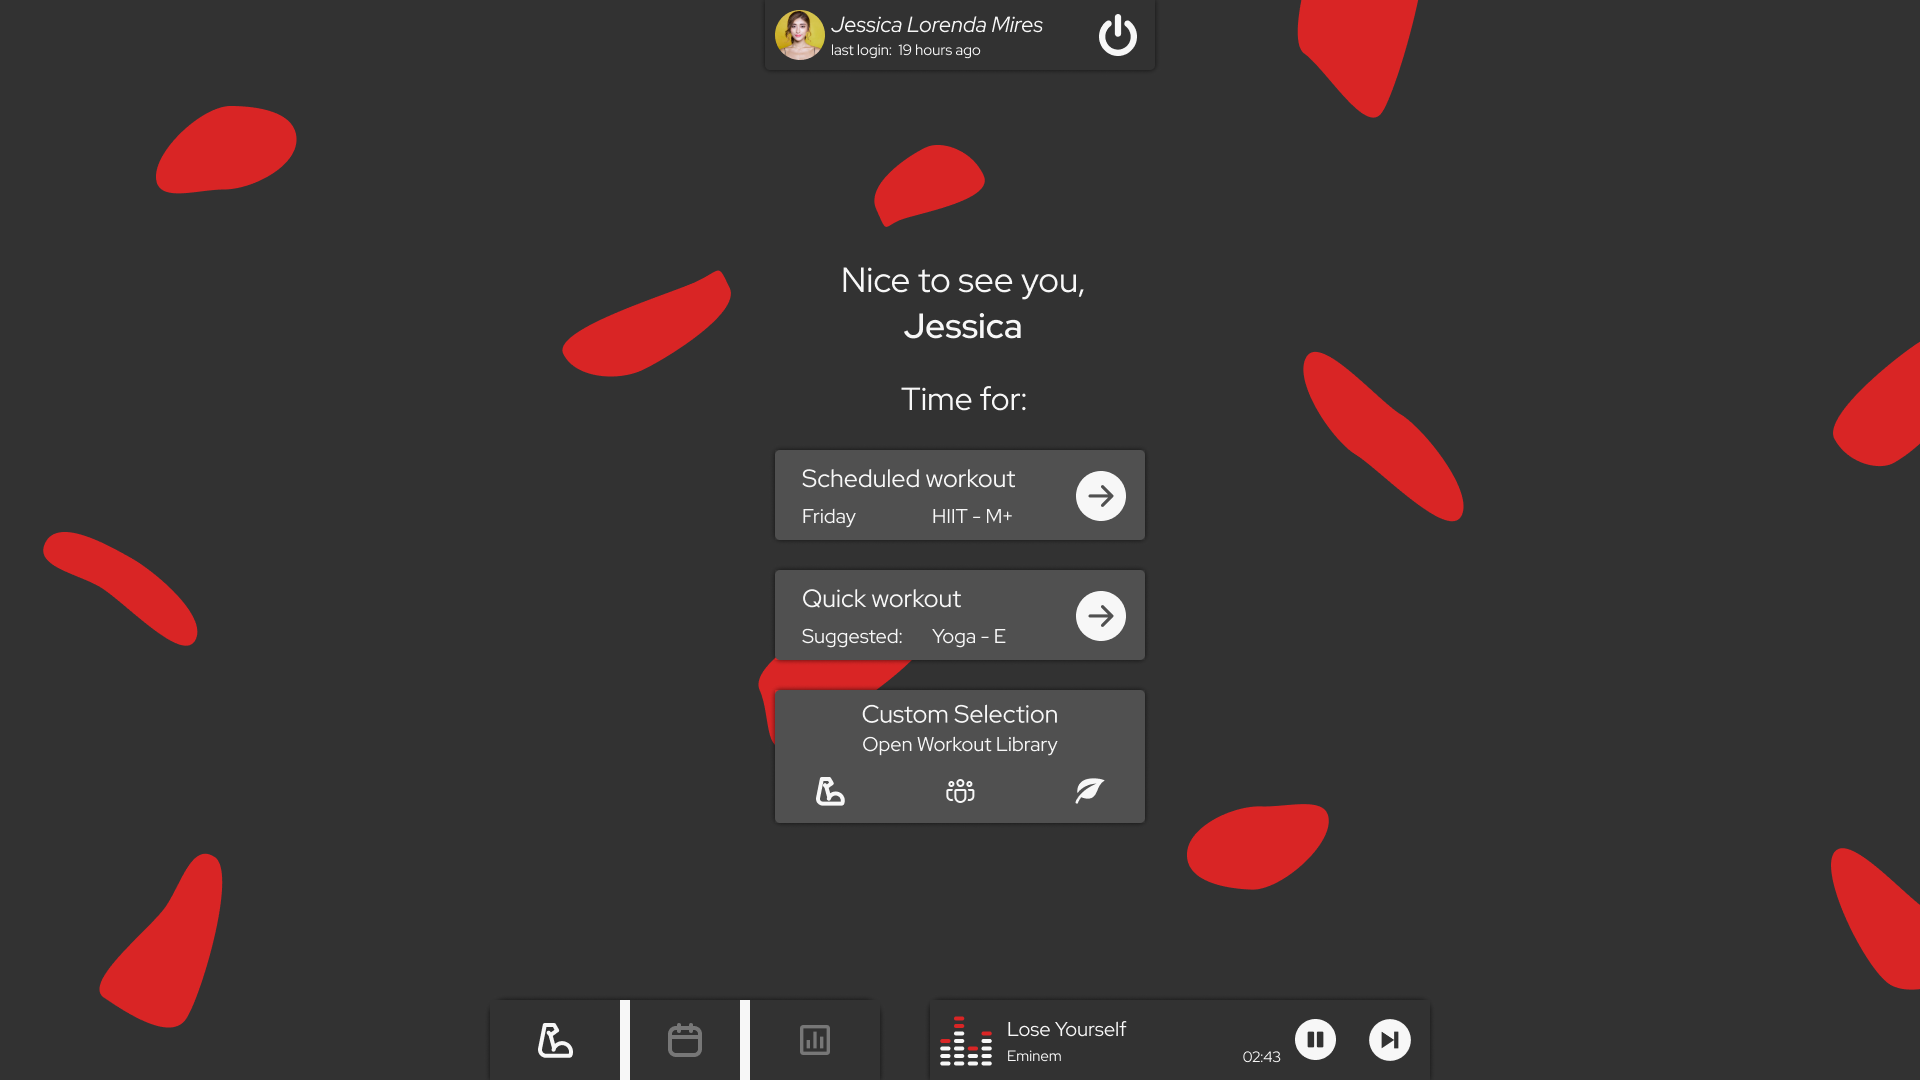 Jessica Lorenda Mires
last login: 19 hours ago
Nice to see you,
Jessica
Time for:
Scheduled workout
Friday HIIT - M+
Quick workout
Suggested: Yoga - E
Custom Selection
Open Workout Library
Lose Yourself
Eminem
02:43